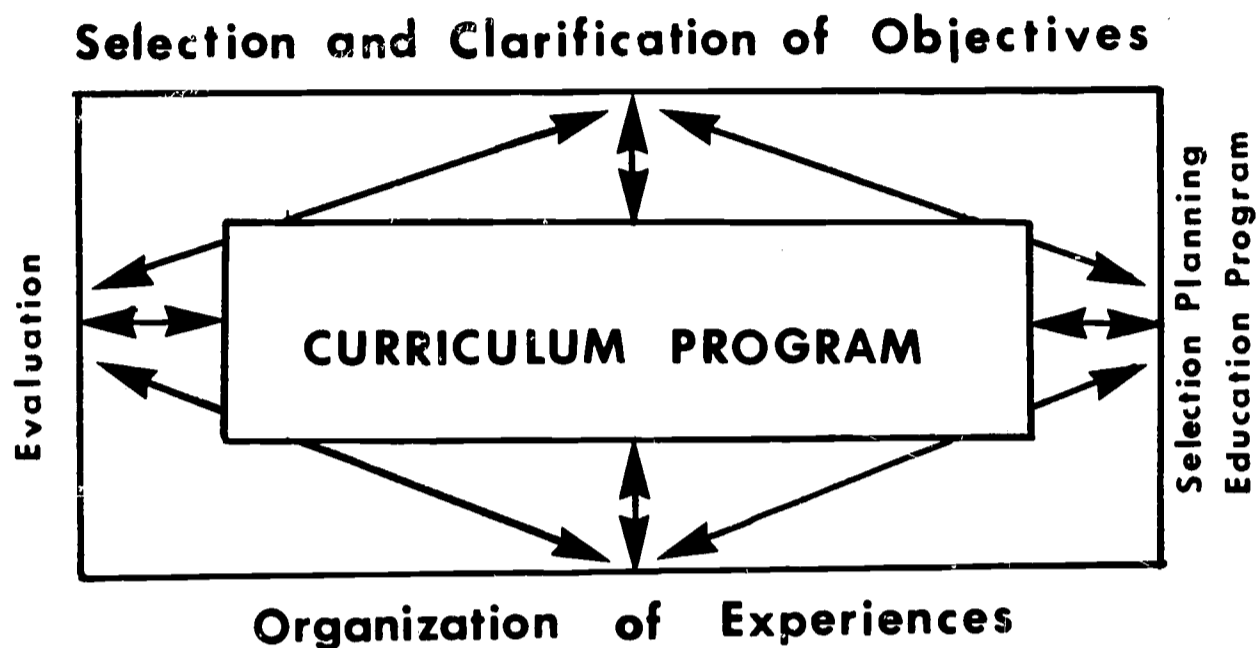 Selection and Clarification of Objectives
Evaluation
CURRICULUM PROGRAM
Selection Planning
Education Program
Organization of Experiences